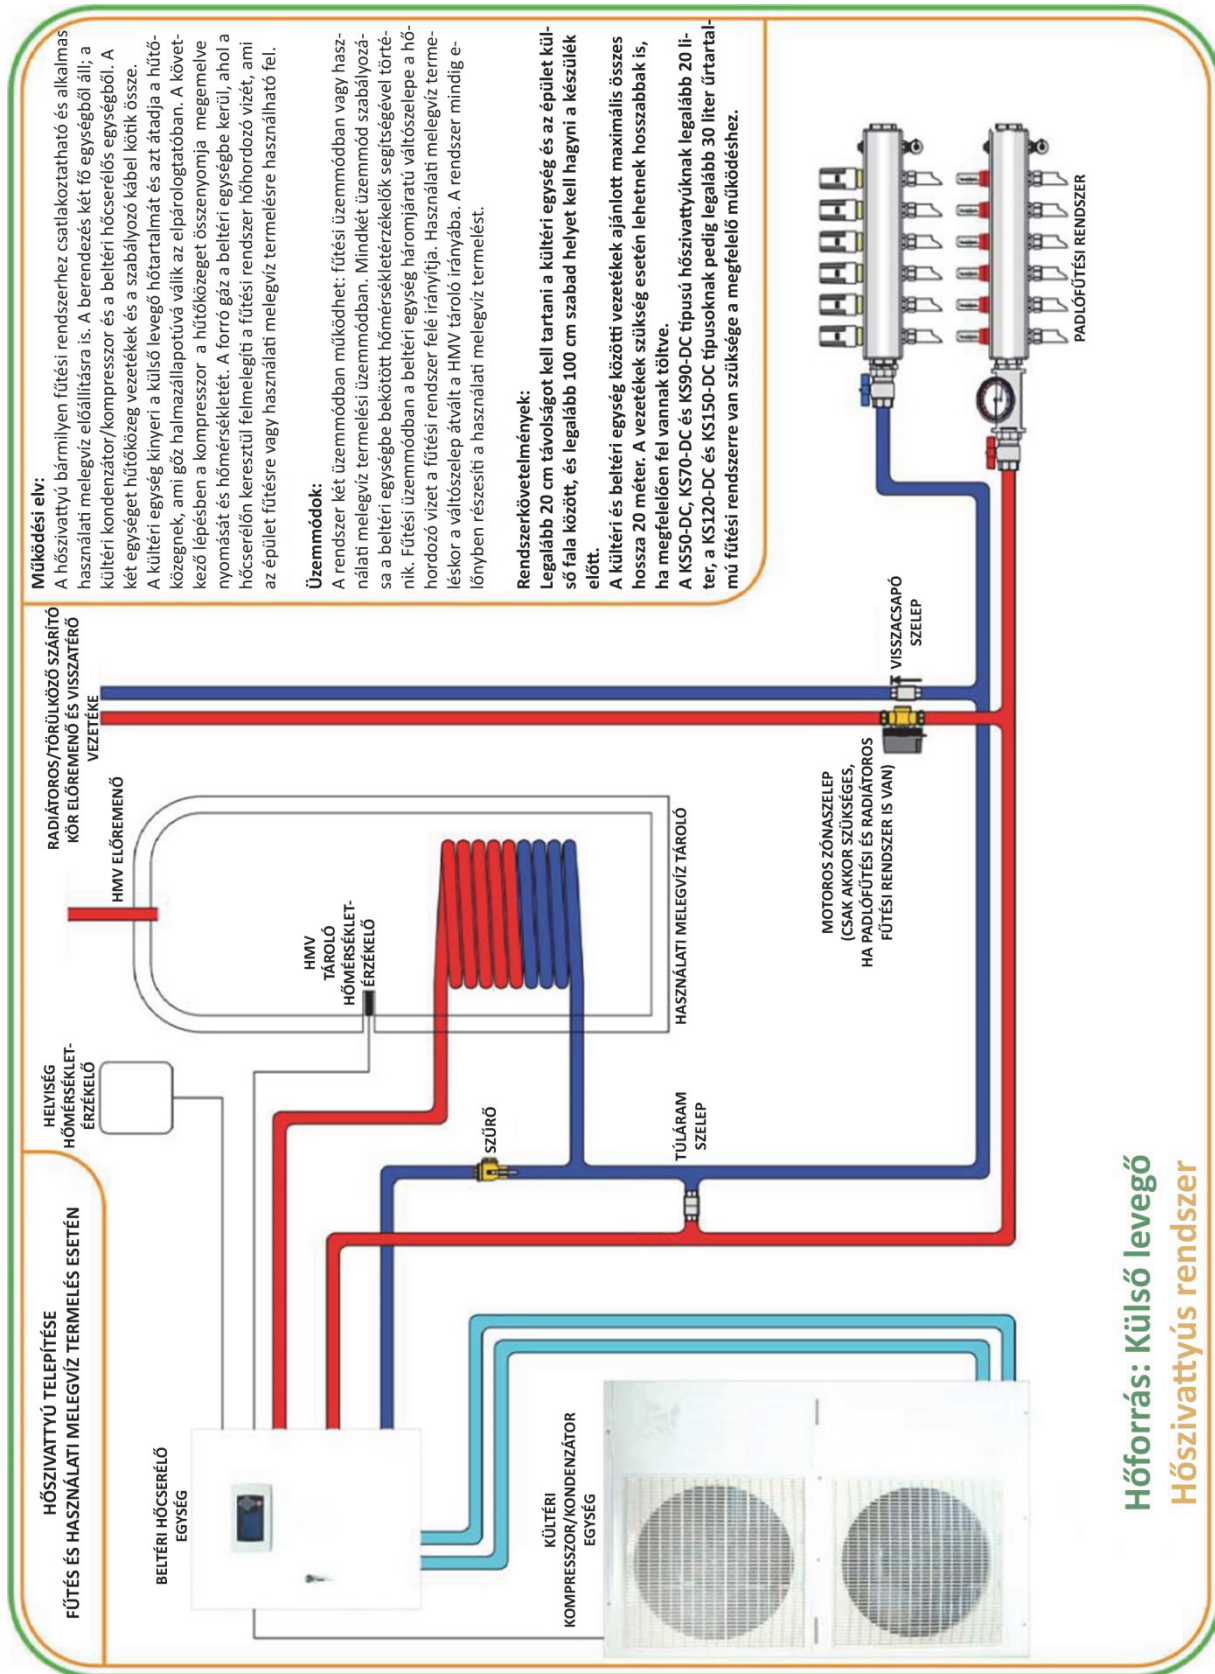 HŐSZIVATTYÚ TELEPÍTÉSE
FŰTÉS ÉS HASZNÁLATI MELEGVÍZ TERMELÉS ESETÉN
BELTÉRI HŐCSERÉLŐ
EGYSÉG
KÜLTÉRI
KOMPRESSZOR/KONDENZÁTOR
EGYSÉG
HELYISÉG
HŐMÉRSÉKLET-
ÉRZÉKELŐ
HMV ELŐREMENŐ
HMV
TÁROLÓ
HŐMÉRSÉKLET-
ÉRZÉKELŐ
RADIÁTOROS/TÖRÜLKÖZŐ SZÁRÍTÓ
KÖR ELŐREMENŐ ÉS VISSZATÉRŐ
VEZETÉKE
SZŰRŐ
HASZNÁLATI MELEGVÍZ TÁROLÓ
TÚLÁRAM
SZELEP
MOTOROS ZÓNASZELEP
(CSAK AKKOR SZÜKSÉGES,
HA PADLÓFŰTÉSI ÉS RADIÁTOROS
FŰTÉSI RENDSZER IS VAN)
VISSZACSAPÓ
SZELEP
PADLÓFŰTÉSI RENDSZER
Működési elv:
A hőszivattyú bármilyen fűtési rendszerhez csatlakoztatható és alkalmas
használati melegvíz előállításra is. A berendezés két fő egységből áll; a
kültéri kondenzátor/kompresszor és a beltéri hőcserélős egységből. A
két egységet hűtőközeg vezetékek és a szabályozó kábel kötik össze.
A kültéri egység kinyeri a külső levegő hőtartalmát és azt átadja a hűtő-
közegnek, ami gőz halmazállapotúvá válik az elpárologtatóban. A követ-
kező lépésben a kompresszor a hűtőközeget összenyomja megemelve
nyomását és hőmérsékletét. A forró gáz a beltéri egységbe kerül, ahol a
hőcserélőn keresztül felmelegíti a fűtési rendszer hőhordozó vizét, ami
az épület fűtésre vagy használati melegvíz termelésre használható fel.
Üzemmódok:
A rendszer két üzemmódban működhet: fűtési üzemmódban vagy hasz-
nálati melegvíz termelési üzemmódban. Mindkét üzemmód szabályozá-
sa a beltéri egységbe bekötött hőmérsékletérzékelők segítségével törté-
nik. Fűtési üzemmódban a beltéri egység háromjáratú váltószelepe a hő-
hordozó vizet a fűtési rendszer felé irányítja. Használati melegvíz terme-
léskor a váltószelep átvált a HMV tároló irányába. A rendszer mindig e-
lőnyben részesíti a használati melegvíz termelést.
Rendszerkövetelmények:
Legalább 20 cm távolságot kell tartani a kültéri egység és az épület kül-
ső fala között, és legalább 100 cm szabad helyet kell hagyni a készülék
előtt.
A kültéri és beltéri egység közötti vezetékek ajánlott maximális összes
hossza 20 méter. A vezetékek szükség esetén lehetnek hosszabbak is,
ha megfelelően fel vannak töltve.
A KS50-DC, KS70-DC és KS90-DC típusú hőszivattyúknak legalább 20 li-
ter, a KS120-DC és KS150-DC típusoknak pedig legalább 30 liter űrtartal-
mú fűtési rendszerre van szüksége a megfelelő működéshez.
Hőforrás: Külső levegő
Hőszivattyús rendszer